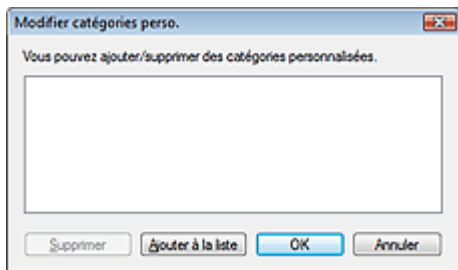 Modifier catégories perso.
Vous pouvez ajouter/supprimer des catégories personnalisées.
Supprimer Ajouter à la liste OK Annuler